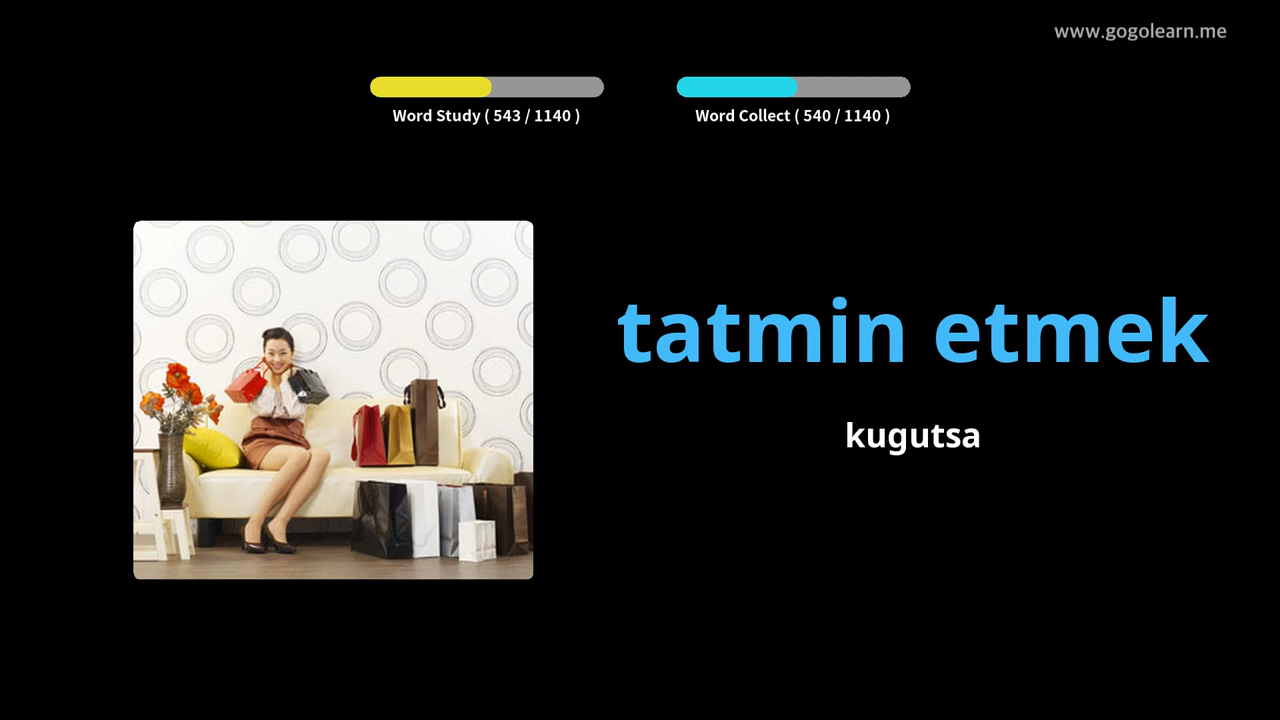 www.gogolearn.me
Word Study ( 543 / 1140 )
Word Collect ( 540 / 1140 )
tatmin etmek
kugutsa